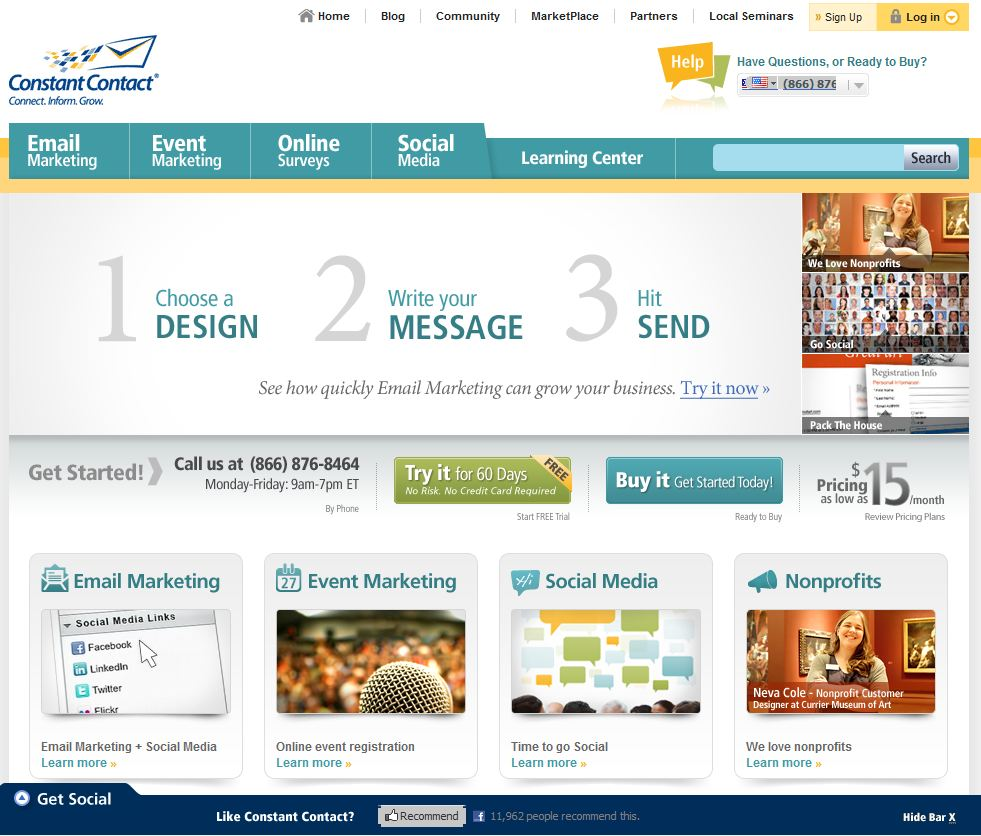 Home
Blog
Community
MarketPlace
Partners
Local Seminars
» Sign Up
Log in
Constant Contact®
Connect. Inform. Grow.
Help
Have Questions, or Ready to Buy?
(866) 876
Email
Marketing
Event
Marketing
Online
Surveys
Social
Media
Learning Center
Search
1 Choose a
DESIGN
2 Write your
MESSAGE
3 Hit
SEND
See how quickly Email Marketing can grow your business. Try it now »
We Love Nonprofits
Go Social
Great art
Registration Info
Personal Information
Pack The House
Get Started!
Call us at (866) 876-8464
Monday-Friday: 9am-7pm ET
By Phone
Try it for 60 Days
No Risk. No Credit Card Required
FREE
Start FREE Trial
Buy it Get Started Today!
Ready to Buy
Pricing
as low as
$15/month
Review Pricing Plans
Email Marketing
Social Media Links
Facebook
LinkedIn
Twitter
Flickr
Email Marketing + Social Media
Learn more »
27
Event Marketing
Online event registration
Learn more »
Social Media
Time to go Social
Learn more »
Nonprofits
Neva Cole - Nonprofit Customer
Designer at Currier Museum of Art
We love nonprofits
Learn more »
Get Social
Like Constant Contact?
Recommend
11,962 people recommend this.
Hide Bar X